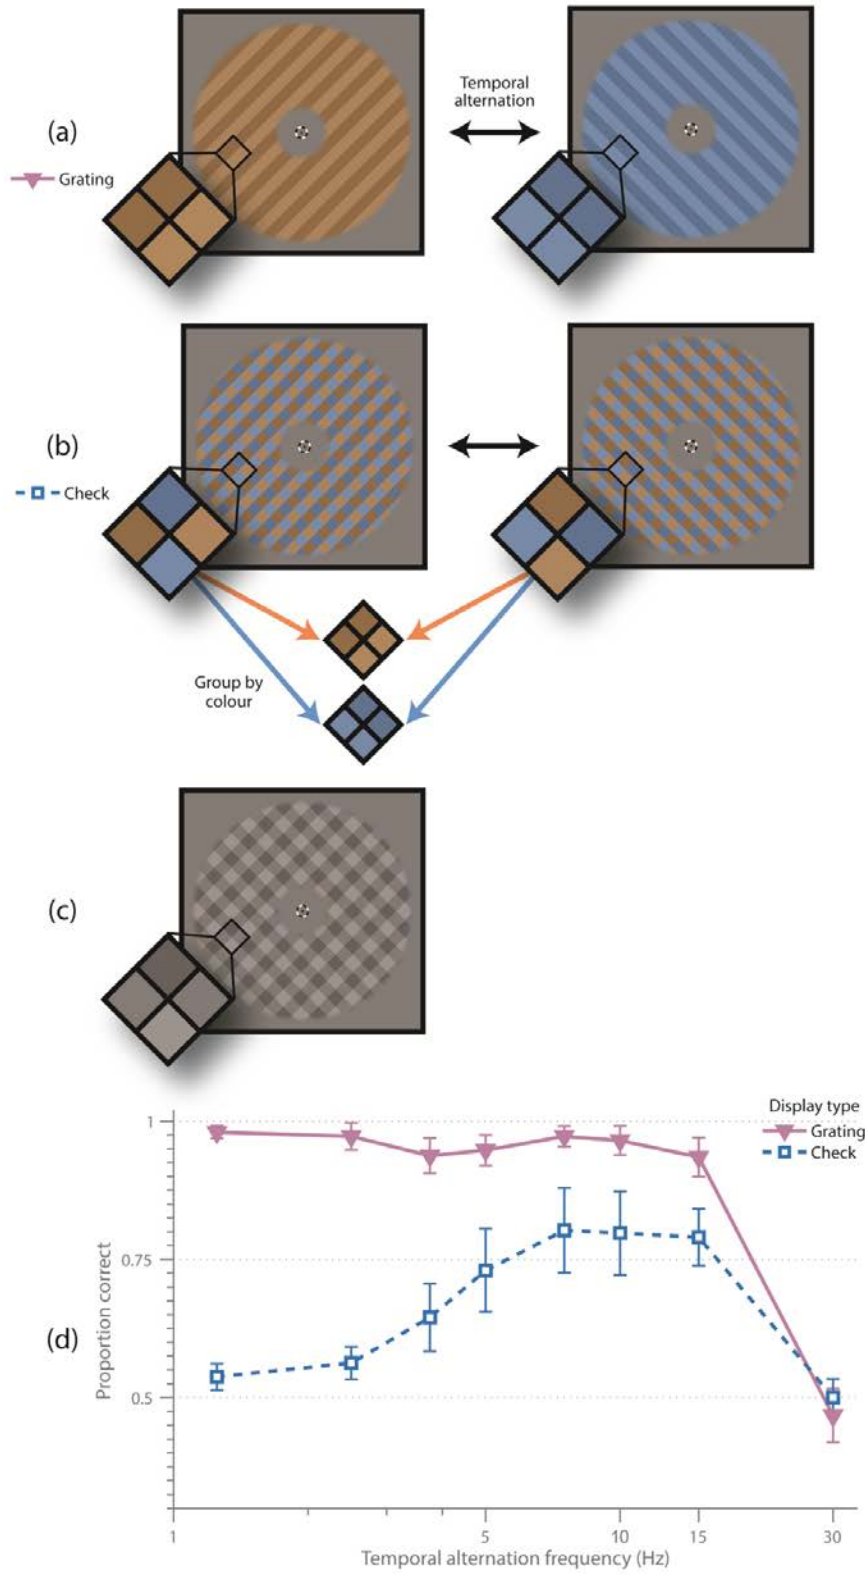 Temporal
alternation
(a)
Grating
(b)
Check
Group by
colour
(c)
Display type
Grating
Check
1
0.75
0.5
Proportion correct
(d)
1
5
10
15
30
Temporal alternation frequency (Hz)